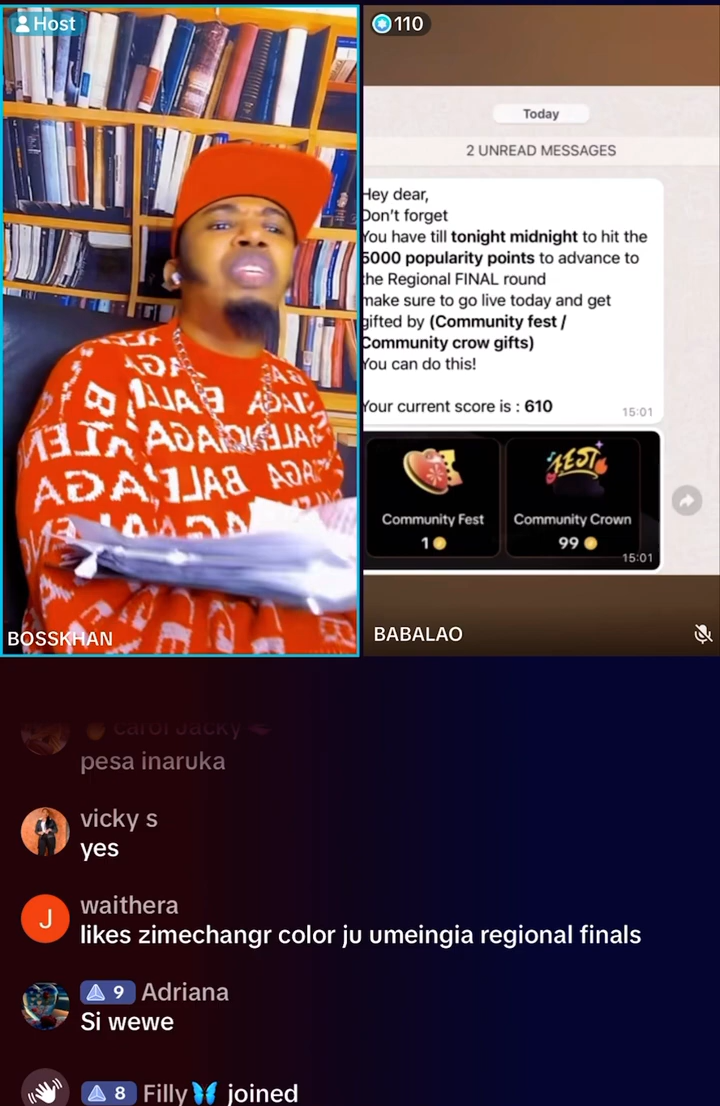 Host
BOSSKHAN
110
Today
2 UNREAD MESSAGES
Hey dear,
Don't forget
You have till tonight midnight to hit the
5000 popularity points to advance to
the Regional FINAL round
make sure to go live today and get
gifted by (Community fest /
Community crow gifts)
You can do this!
Your current score is : 610
15:01
FEST
Community Fest
1
Community Crown
99
15:01
BABALAO
carol Jacky
pesa inaruka
vicky s
yes
J
waithera
likes zimechangr color ju umeingia regional finals
9 Adriana
Si wewe
8 Filly joined